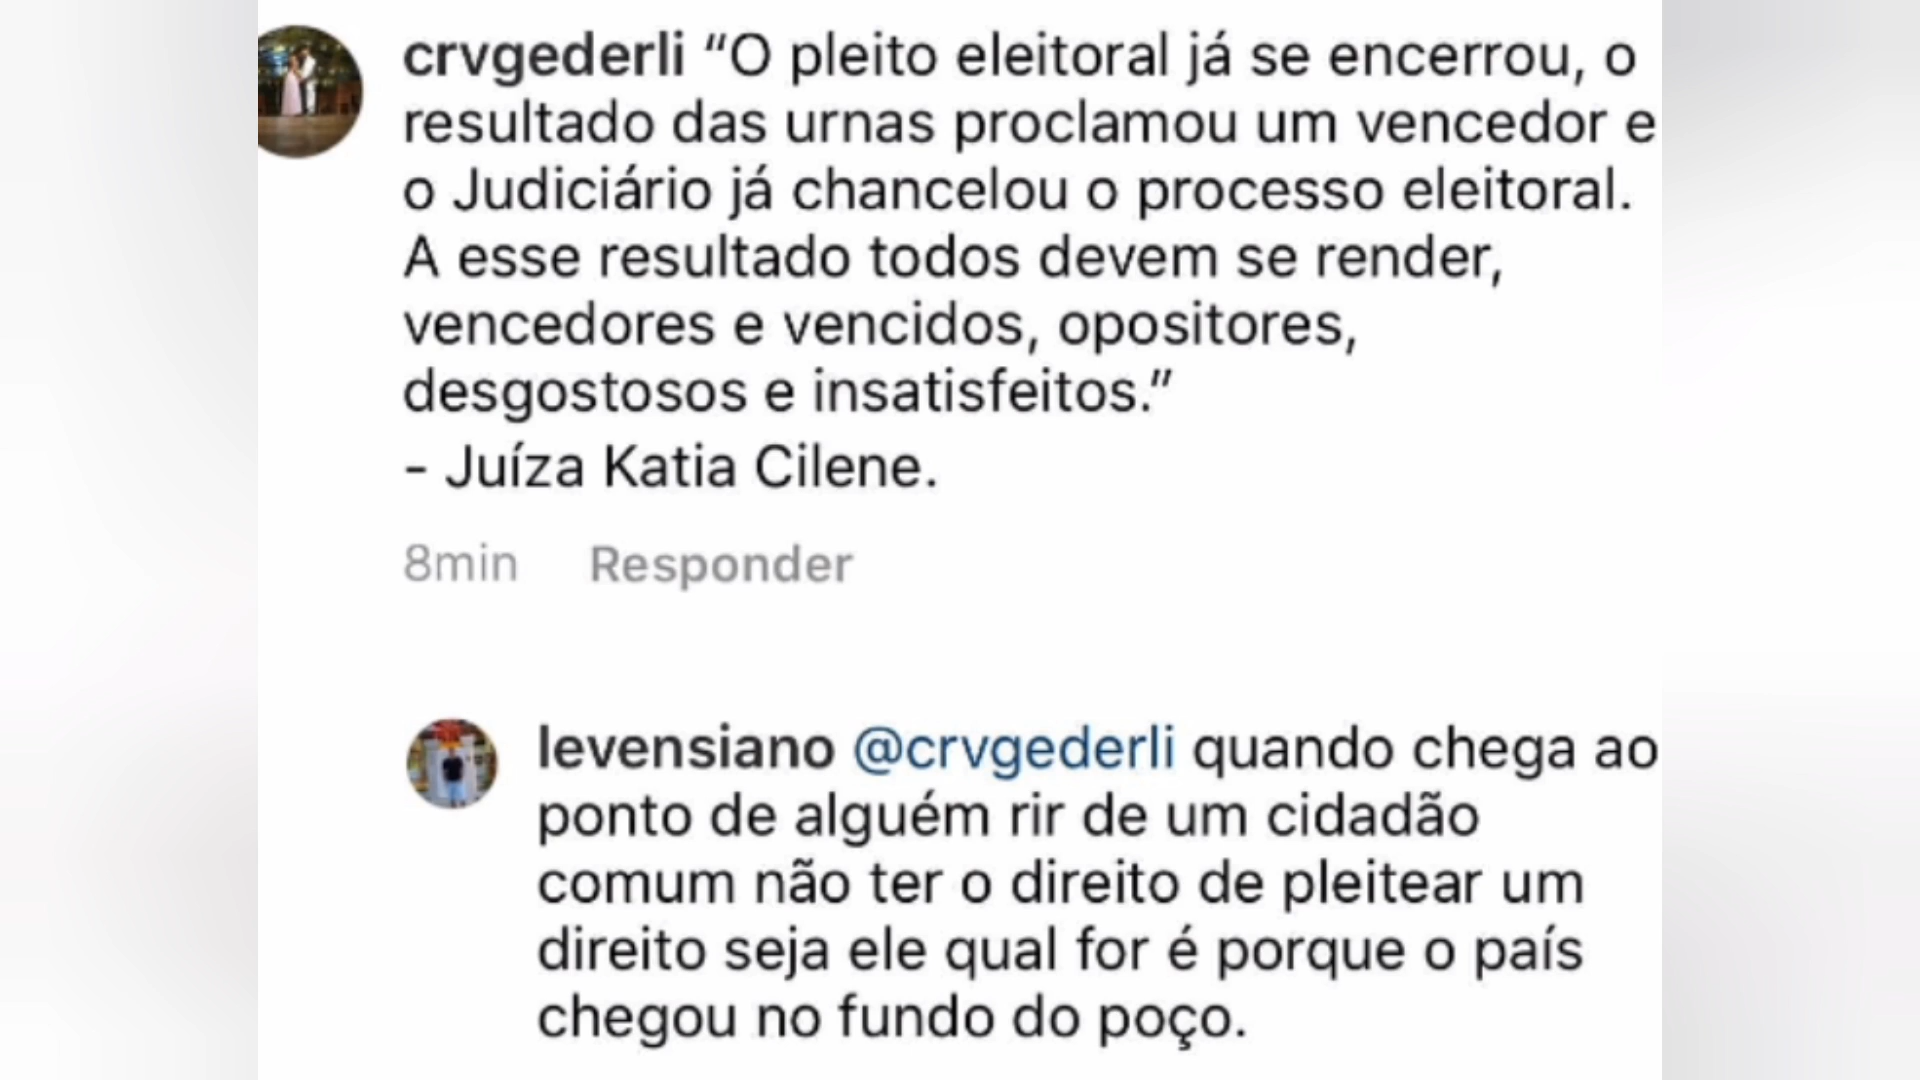 crvgederli “O pleito eleitoral já se encerrou, o
resultado das urnas proclamou um vencedor e
o Judiciário já chancelou o processo eleitoral.
A esse resultado todos devem se render,
vencedores e vencidos, opositores,
desgostosos e insatisfeitos.”
- Juíza Katia Cilene.
8min Responder
levensiano @crvgederli quando chega ao
ponto de alguém rir de um cidadão
comum não ter o direito de pleitear um
direito seja ele qual for é porque o país
chegou no fundo do poço.